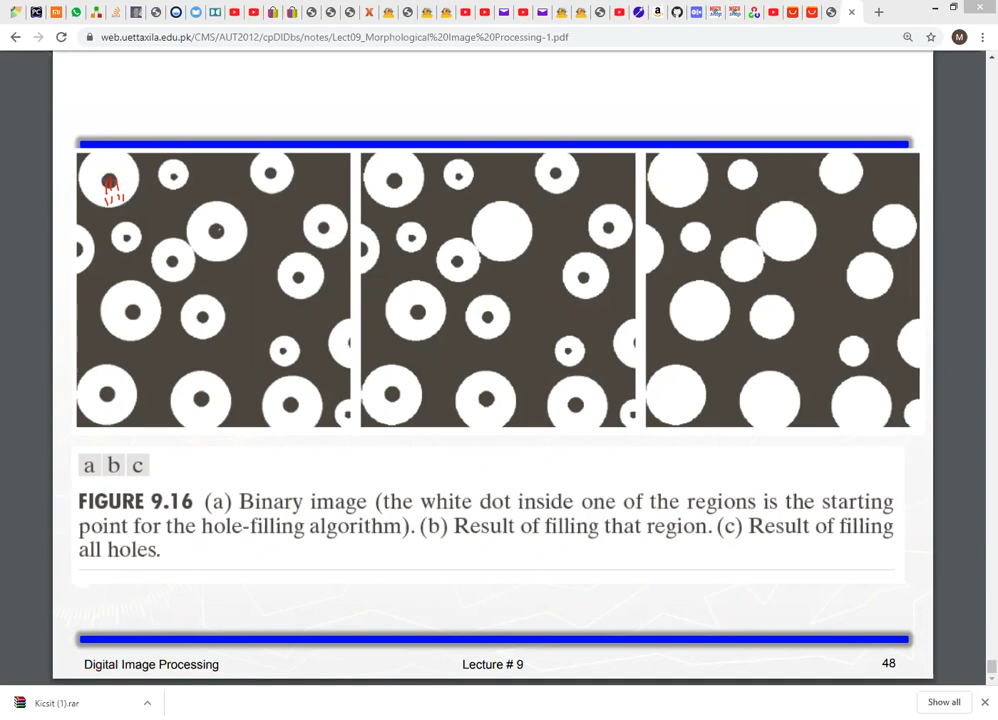 web.uettaxila.edu.pk/CMS/AUT2012/cpDIDbs/notes/Lect09_Morphological%20Image%20Processing-1.pdf
M
a b c
FIGURE 9.16 (a) Binary image (the white dot inside one of the regions is the starting
point for the hole-filling algorithm). (b) Result of filling that region. (c) Result of filling
all holes.
Digital Image Processing
Lecture # 9
48
Kicsit (1).rar
Show all